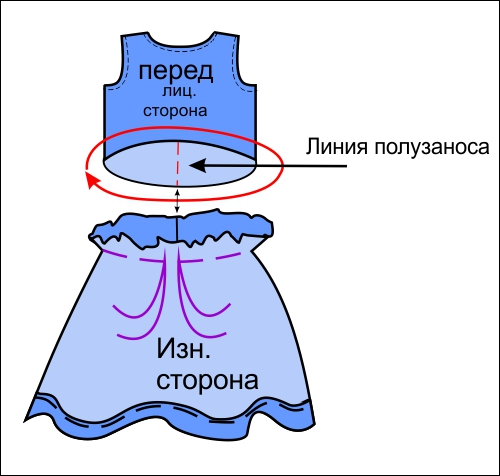 перед
лиц.
сторона
Линия полузаноса
Изн.
сторона